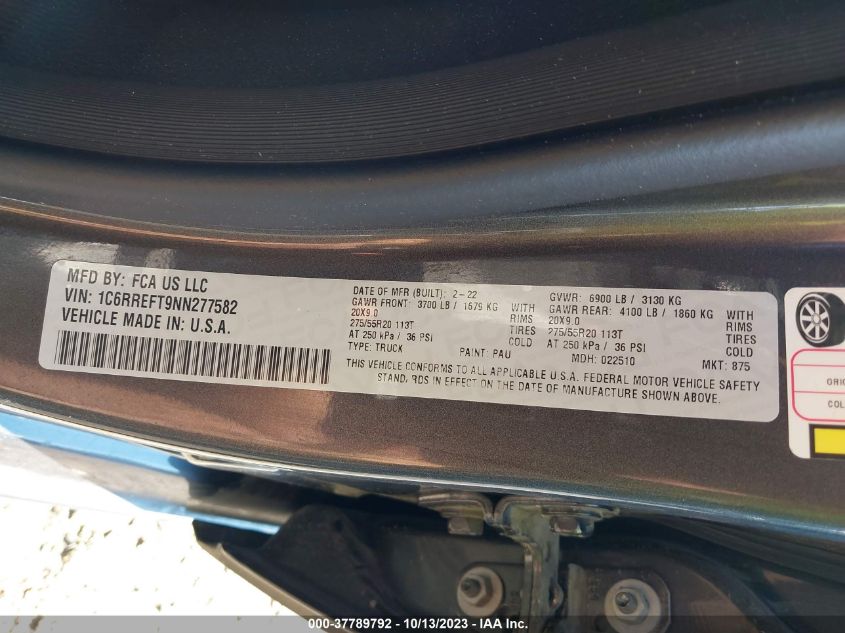 MFD BY: FCA US LLC
VIN: 1C6RREFT9NN277582
VEHICLE MADE IN: U.S.A.
DATE OF MFR (BUILT): 2-22
GAWR FRONT: 3700 LB / 1679 KG WITH
20X9.0 RIMS
275/55R20 113T TIRES
AT 250 kPa / 36 PSI COLD
TYPE: TRUCK PAINT: PAU
GVWR: 6900 LB / 3130 KG
GAWR REAR: 4100 LB / 1860 KG WITH
20X9.0 RIMS
275/55R20 113T TIRES
AT 250 kPa / 36 PSI COLD
MDH: 022510 MKT: 875
THIS VEHICLE CONFORMS TO ALL APPLICABLE U.S.A. FEDERAL MOTOR VEHICLE SAFETY
STAND.RDS IN EFFECT ON THE DATE OF MANUFACTURE SHOWN ABOVE.
ORIG
COL
000-37789792 - 10/13/2023 - IAA Inc.